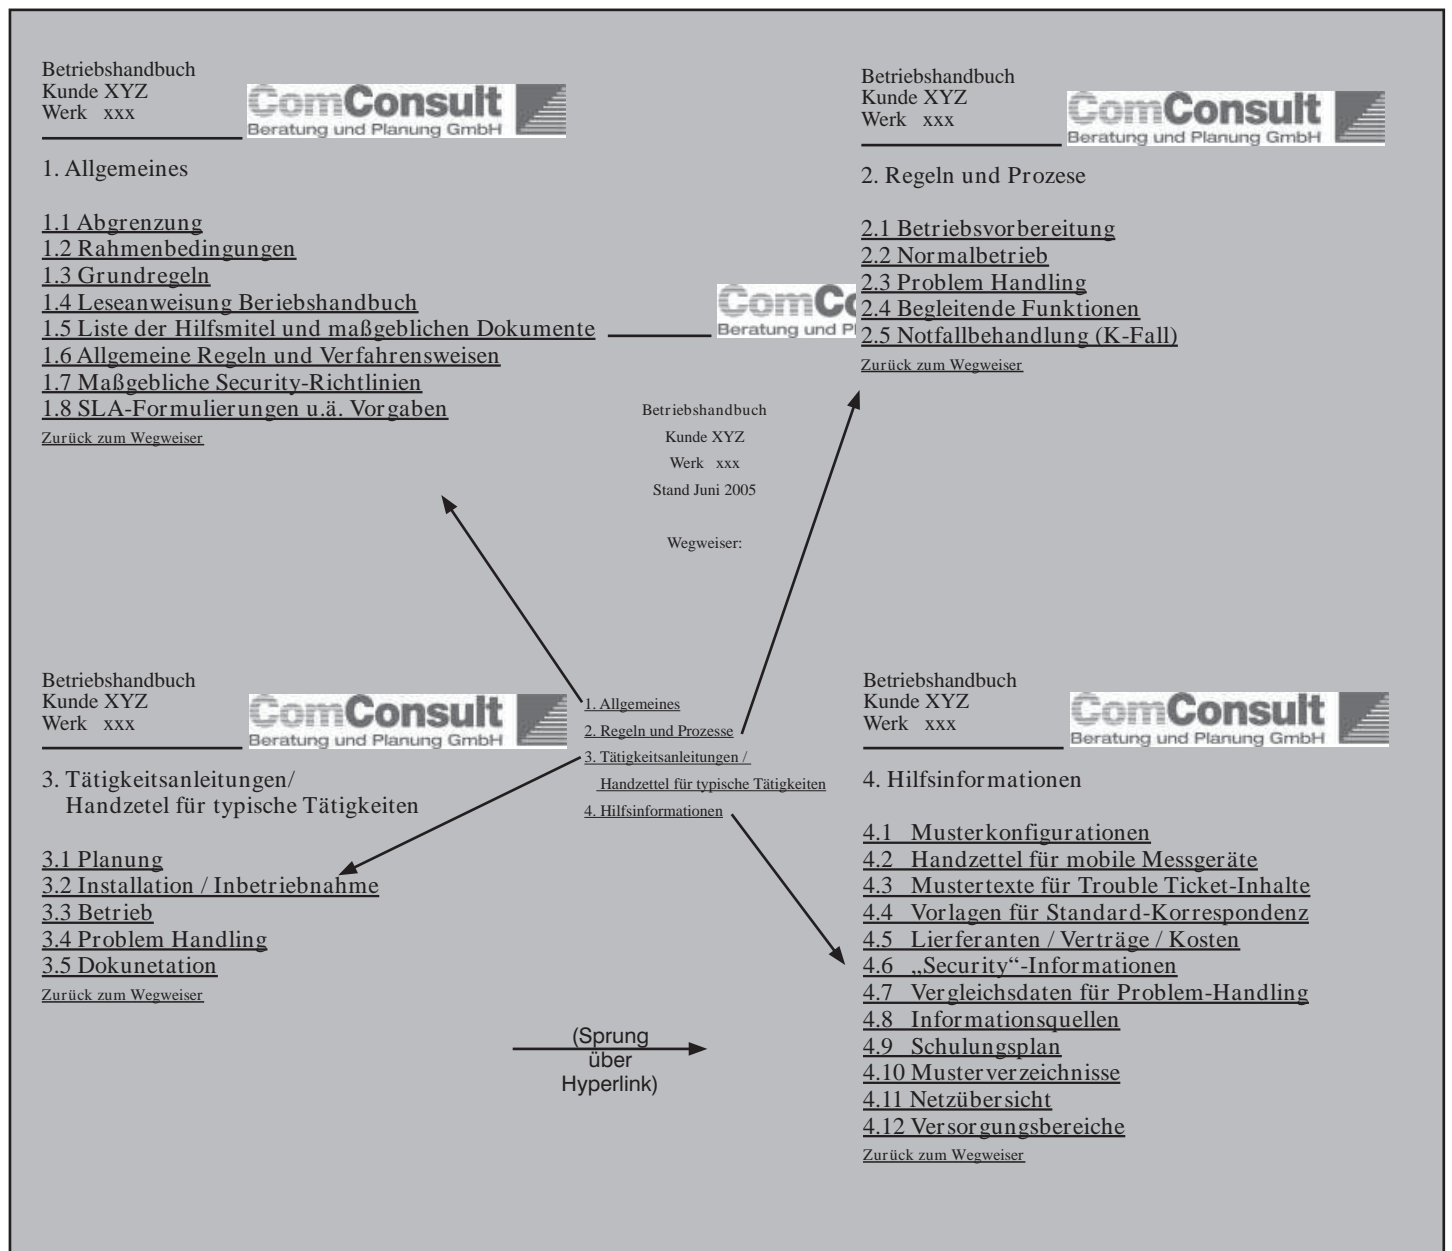 Betriebshandbuch
Kunde XYZ
Werk xxx
ComConsult
Beratung und Planung GmbH
1. Allgemeines
1.1 Abgrenzung
1.2 Rahmenbedingungen
1.3 Grundregeln
1.4 Leseanweisung Beriebshandbuch
1.5 Liste der Hilfsmitel und maßgeblichen Dokumente
1.6 Allgemeine Regeln und Verfahrensweisen
1.7 Maßgebliche Security-Richtlinien
1.8 SLA-Formulierungen u.ä. Vorgaben
Zurück zum Wegweiser
Betriebshandbuch
Kunde XYZ
Werk xxx
ComConsult
Beratung und Planung GmbH
2. Regeln und Prozese
2.1 Betriebsvorbereitung
2.2 Normalbetrieb
2.3 Problem Handling
2.4 Begleitende Funktionen
2.5 Notfallbehandlung (K-Fall)
Zurück zum Wegweiser
ComCo
Beratung und Pl
Betriebshandbuch
Kunde XYZ
Werk xxx
Stand Juni 2005
Wegweiser:
1. Allgemeines
2. Regeln und Prozesse
3. Tätigkeitsanleitungen /
Handzettel für typische Tätigkeiten
4. Hilfsinformationen
Betriebshandbuch
Kunde XYZ
Werk xxx
ComConsult
Beratung und Planung GmbH
3. Tätigkeitsanleitungen/
Handzetel für typische Tätigkeiten
3.1 Planung
3.2 Installation / Inbetriebnahme
3.3 Betrieb
3.4 Problem Handling
3.5 Dokunetation
Zurück zum Wegweiser
(Sprung
über
Hyperlink)
Betriebshandbuch
Kunde XYZ
Werk xxx
ComConsult
Beratung und Planung GmbH
4. Hilfsinformationen
4.1 Musterkonfigurationen
4.2 Handzettel für mobile Messgeräte
4.3 Mustertexte für Trouble Ticket-Inhalte
4.4 Vorlagen für Standard-Korrespondenz
4.5 Lierferanten / Verträge / Kosten
4.6 „Security“-Informationen
4.7 Vergleichsdaten für Problem-Handling
4.8 Informationsquellen
4.9 Schulungsplan
4.10 Musterverzeichnisse
4.11 Netzübersicht
4.12 Versorgungsbereiche
Zurück zum Wegweiser